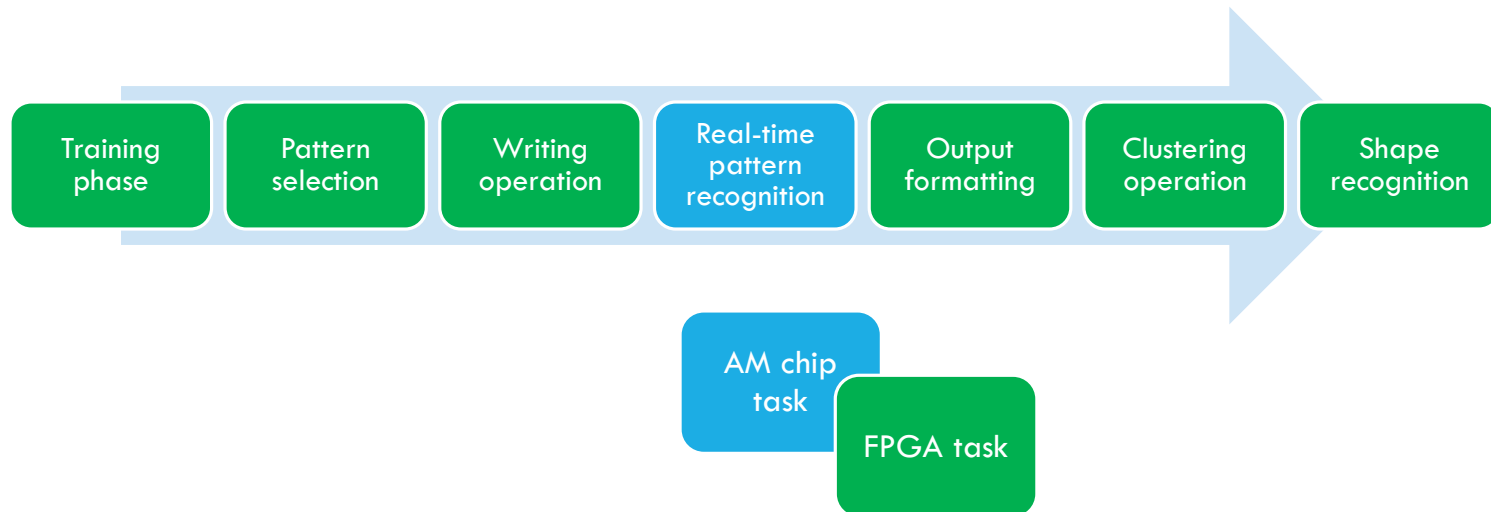 Training
phase
Pattern
selection
Writing
operation
Real-time
pattern
recognition
Output
formatting
Clustering
operation
Shape
recognition
AM chip
task
FPGA task